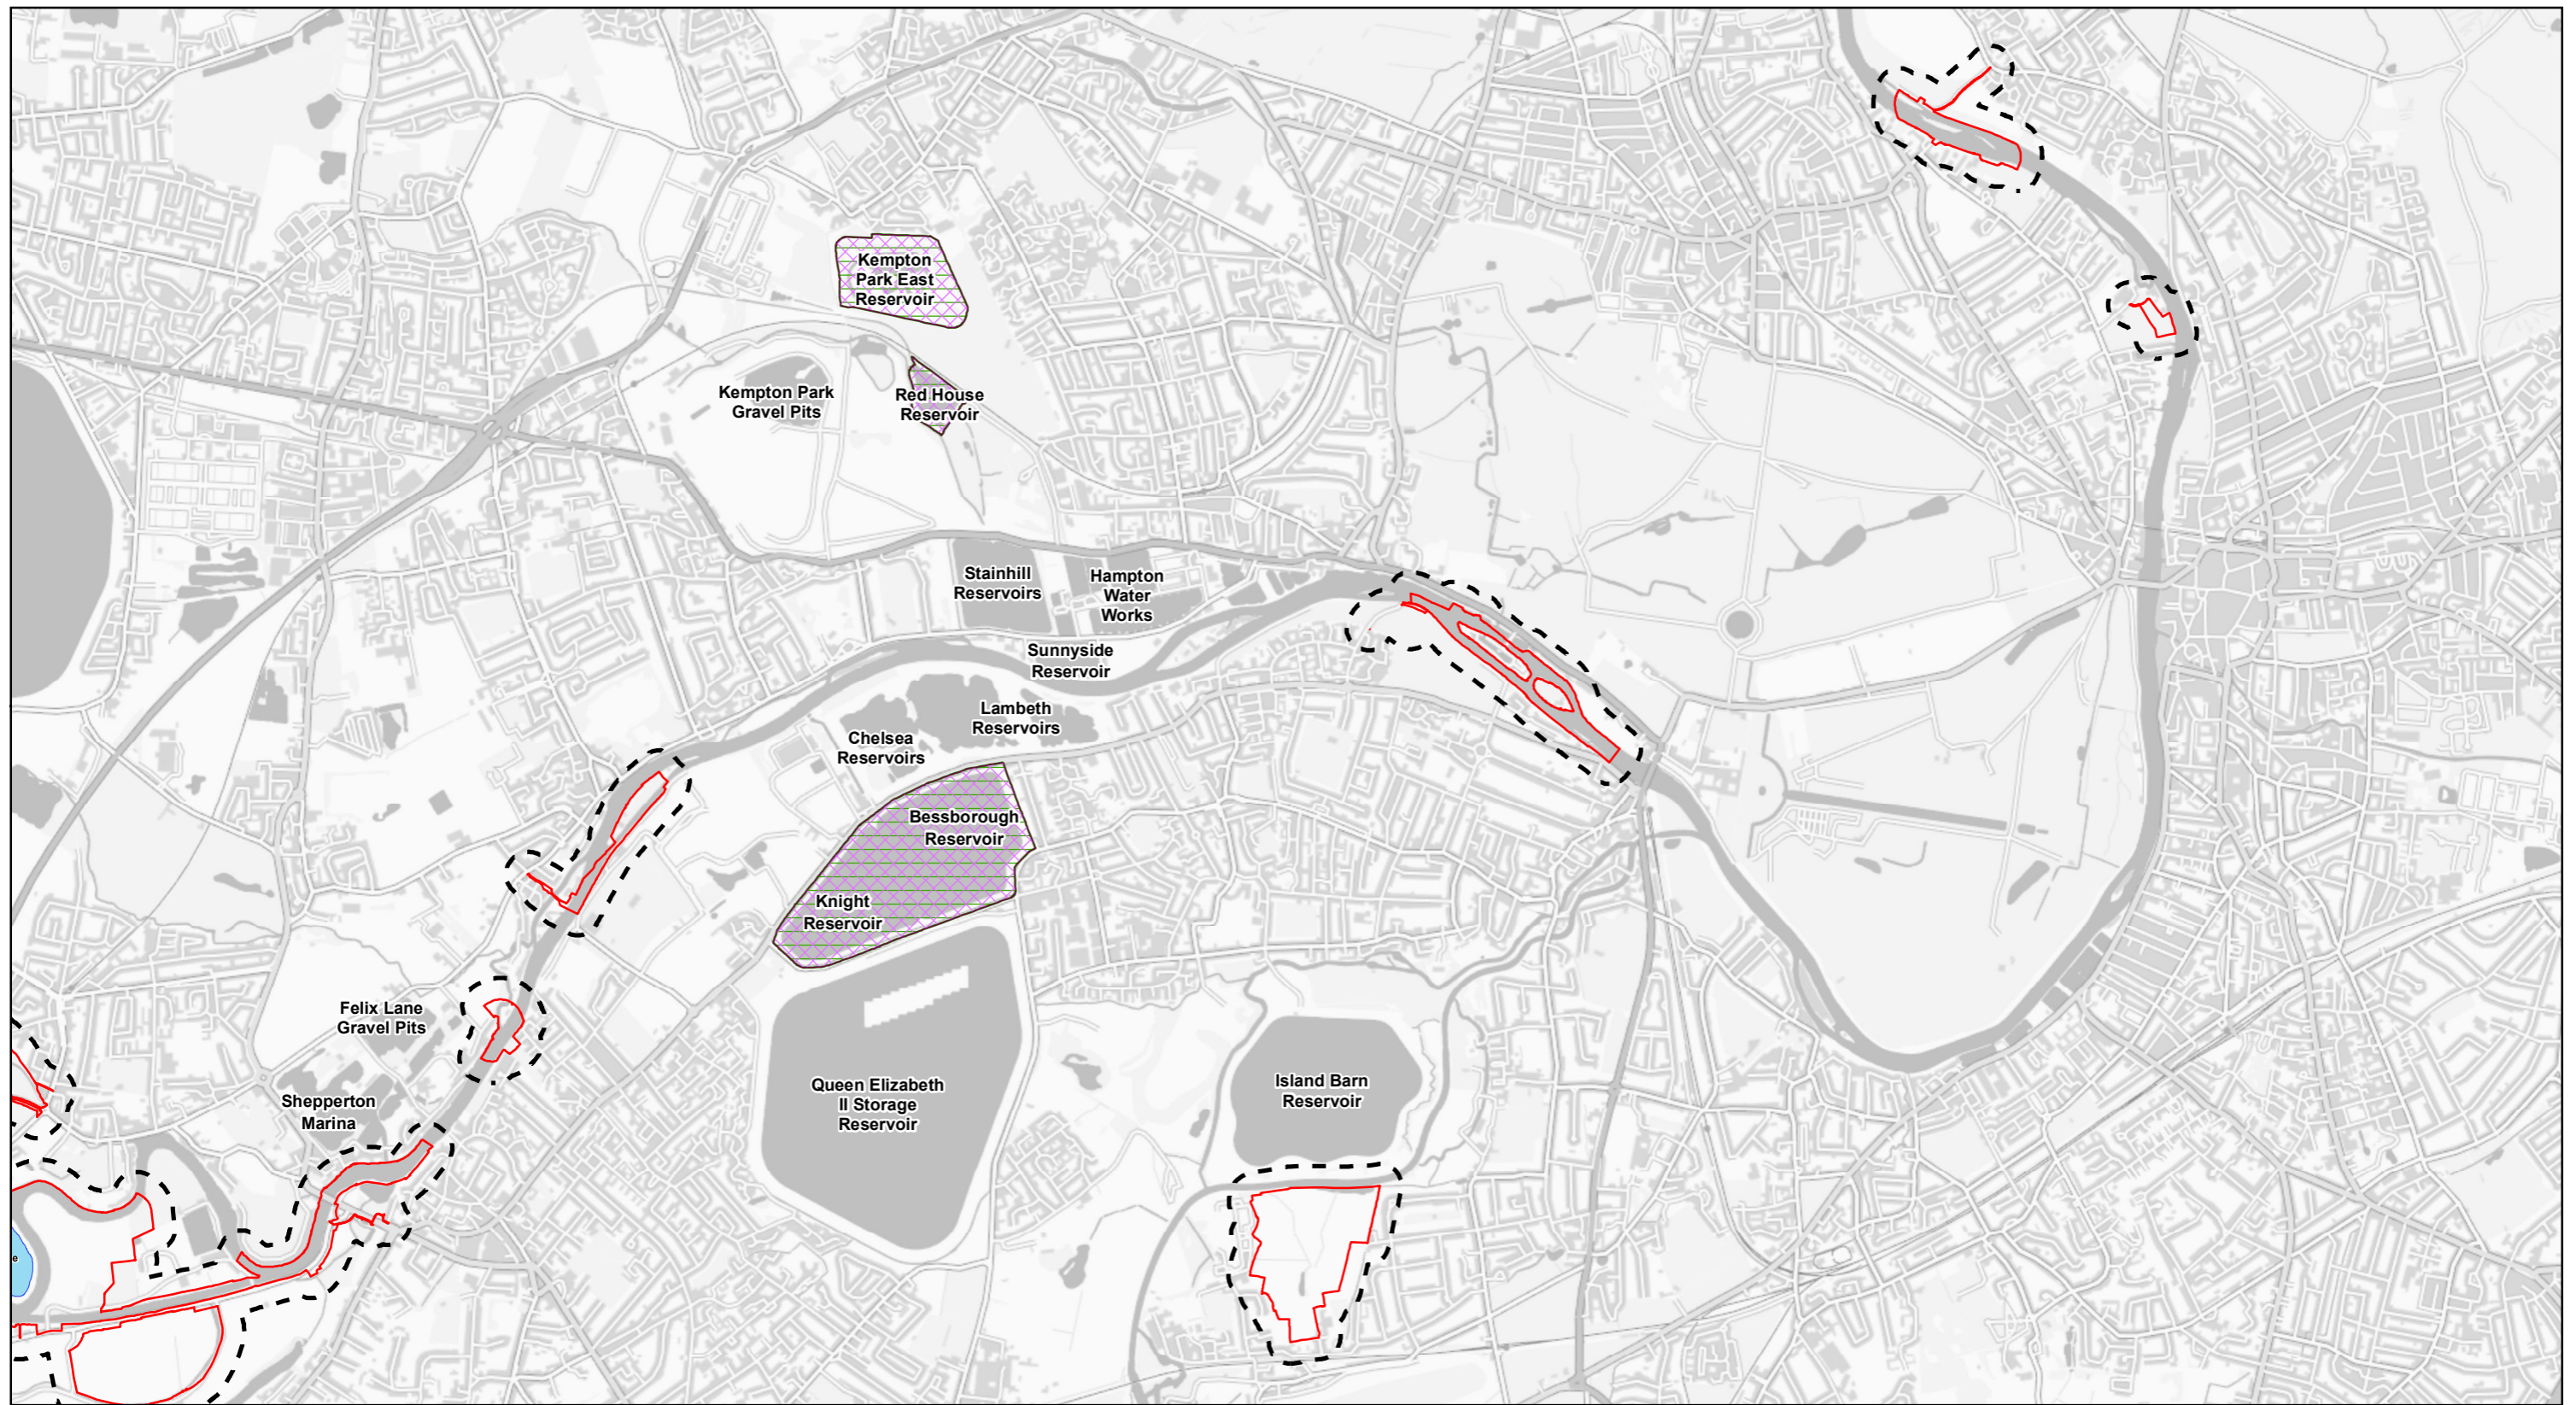 Kempton
Park East
Reservoir
Kempton Park
Gravel Pits
Red House
Reservoir
Stainhill
Reservoirs
Hampton
Water
Works
Sunnyside
Reservoir
Lambeth
Reservoirs
Chelsea
Reservoirs
Bessborough
Reservoir
Knight
Reservoir
Felix Lane
Gravel Pits
Queen Elizabeth
II Storage
Reservoir
Island Barn
Reservoir
Shepperton
Marina
e